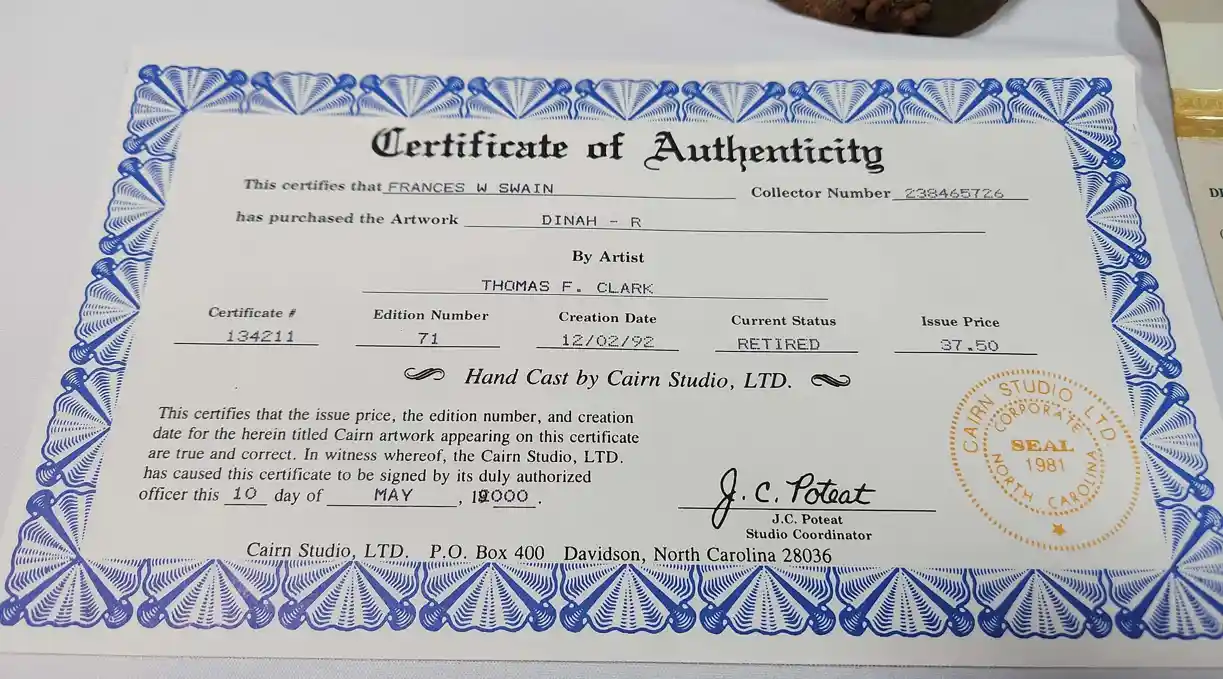 Certificate of Authenticity
This certifies that FRANCES W SWAIN Collector Number 238465726
has purchased the Artwork DINAH - R
By Artist
THOMAS F. CLARK
Certificate # Edition Number Creation Date Current Status Issue Price
134211 71 12/02/92 RETIRED 37.50
Hand Cast by Cairn Studio, LTD.
This certifies that the issue price, the edition number, and creation
date for the herein titled Cairn artwork appearing on this certificate
are true and correct. In witness whereof, the Cairn Studio, LTD.
has caused this certificate to be signed by its duly authorized
officer this 10 day of MAY , 2000 .
J. C. Poteat
J.C. Poteat
Studio Coordinator
Cairn Studio, LTD. P.O. Box 400 Davidson, North Carolina 28036
CAIRN STUDIO LTD
CORPORATE
SEAL
1981
NORTH CAROLINA